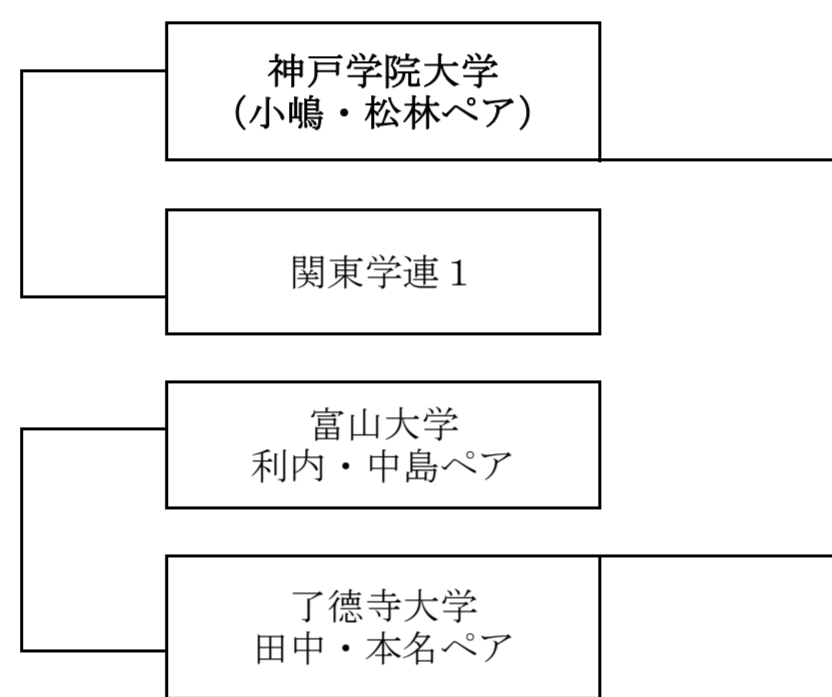 神戸学院大学
（小嶋・松林ペア）
関東学連１
富山大学
利内・中島ペア
了德寺大学
田中・本名ペア